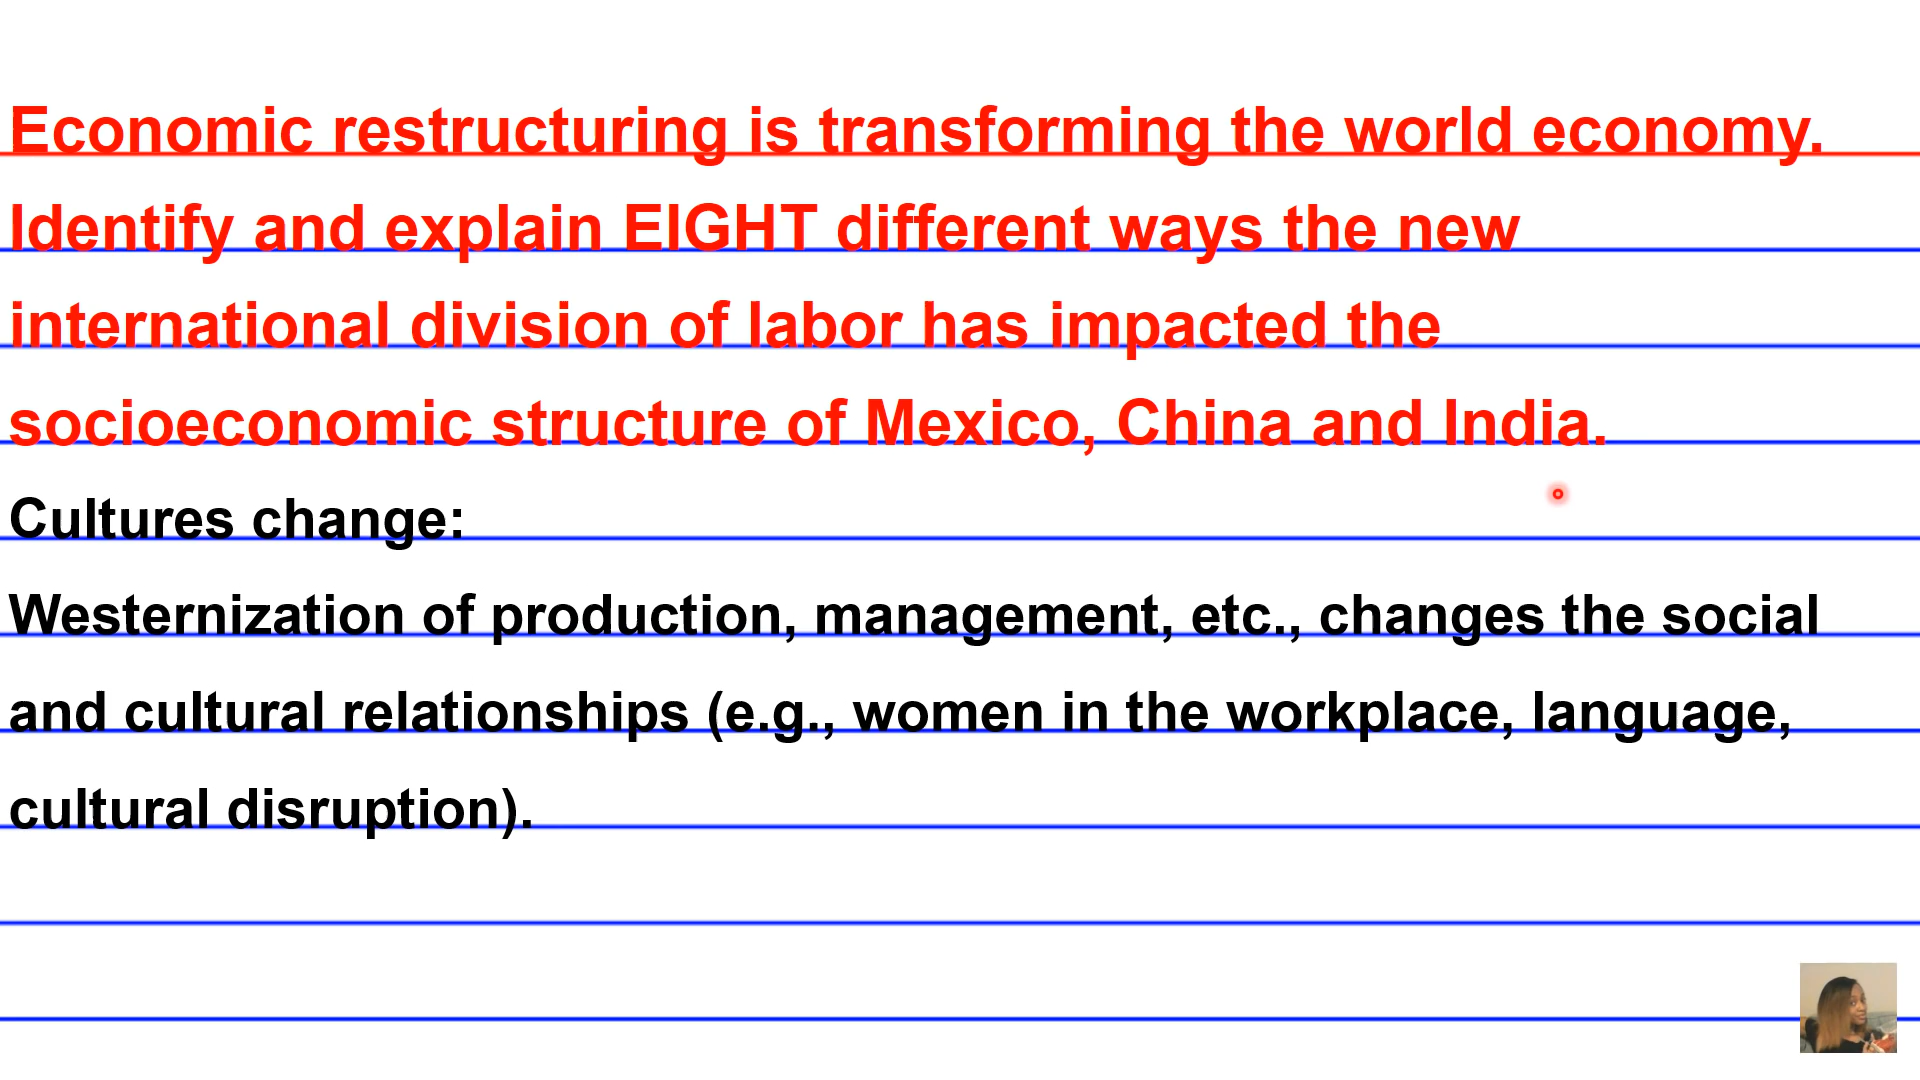 Economic restructuring is transforming the world economy.
Identify and explain EIGHT different ways the new
international division of labor has impacted the
socioeconomic structure of Mexico, China and India.
Cultures change:
Westernization of production, management, etc., changes the social
and cultural relationships (e.g., women in the workplace, language,
cultural disruption).